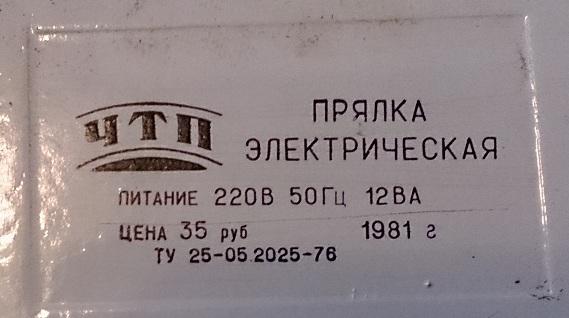 ЧТП
ПРЯЛКА
ЭЛЕКТРИЧЕСКАЯ
ПИТАНИЕ 220В 50Гц 12ВА
ЦЕНА 35 руб 1981 г
ТУ 25-05.2025-76